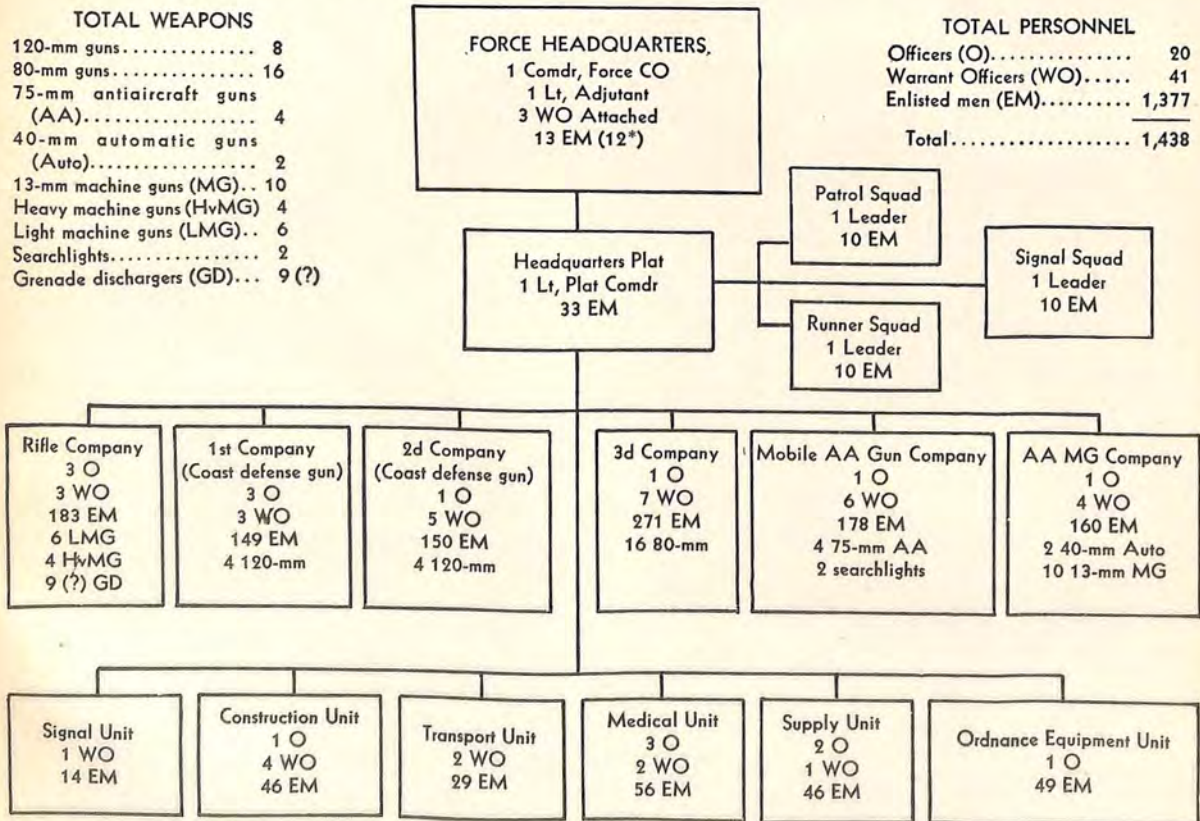 TOTAL WEAPONS
120-mm guns.............. 8
80-mm guns............... 16
75-mm antiaircraft guns
(AA)..................... 4
40-mm automatic guns
(Auto)................... 2
13-mm machine guns (MG).. 10
Heavy machine guns (HvMG) 4
Light machine guns (LMG).. 6
Searchlights............... 2
Grenade dischargers (GD)... 9 (?)
FORCE HEADQUARTERS
1 Comdr, Force CO
1 Lt, Adjutant
3 WO Attached
13 EM (12*)
TOTAL PERSONNEL
Officers (O)............... 20
Warrant Officers (WO)..... 41
Enlisted men (EM).......... 1,377
Total................... 1,438
Headquarters Plat
1 Lt, Plat Comdr
33 EM
Patrol Squad
1 Leader
10 EM
Signal Squad
1 Leader
10 EM
Runner Squad
1 Leader
10 EM
Rifle Company
3 O
3 WO
183 EM
6 LMG
4 HvMG
9 (?) GD
1st Company
(Coast defense gun)
3 O
3 WO
149 EM
4 120-mm
2d Company
(Coast defense gun)
1 O
5 WO
150 EM
4 120-mm
3d Company
1 O
7 WO
271 EM
16 80-mm
Mobile AA Gun Company
1 O
6 WO
178 EM
4 75-mm AA
2 searchlights
AA MG Company
1 O
4 WO
160 EM
2 40-mm Auto
10 13-mm MG
Signal Unit
1 WO
14 EM
Construction Unit
1 O
4 WO
46 EM
Transport Unit
2 WO
29 EM
Medical Unit
3 O
2 WO
56 EM
Supply Unit
2 O
1 WO
46 EM
Ordnance Equipment Unit
1 O
49 EM